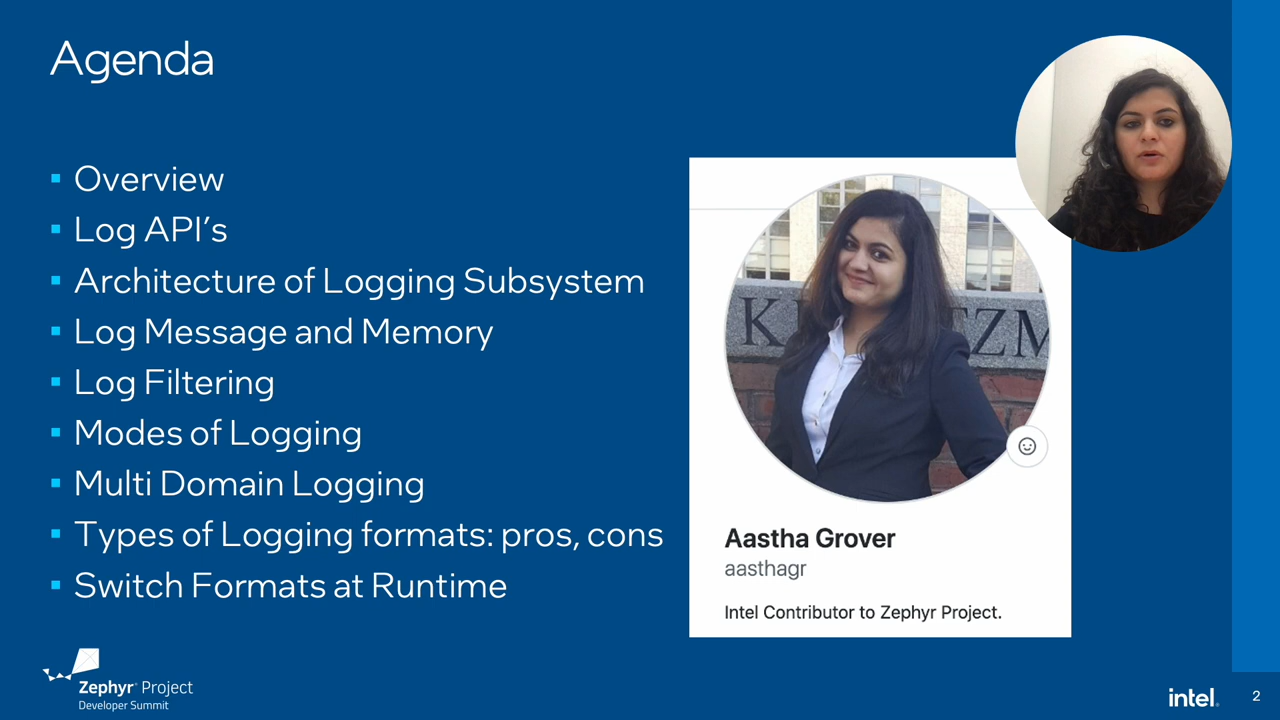 Agenda
Overview
Log API’s
Architecture of Logging Subsystem
Log Message and Memory
Log Filtering
Modes of Logging
Multi Domain Logging
Types of Logging formats: pros, cons
Switch Formats at Runtime
Aastha Grover
aasthagr
Intel Contributor to Zephyr Project.
Zephyr Project
Developer Summit
intel.
2